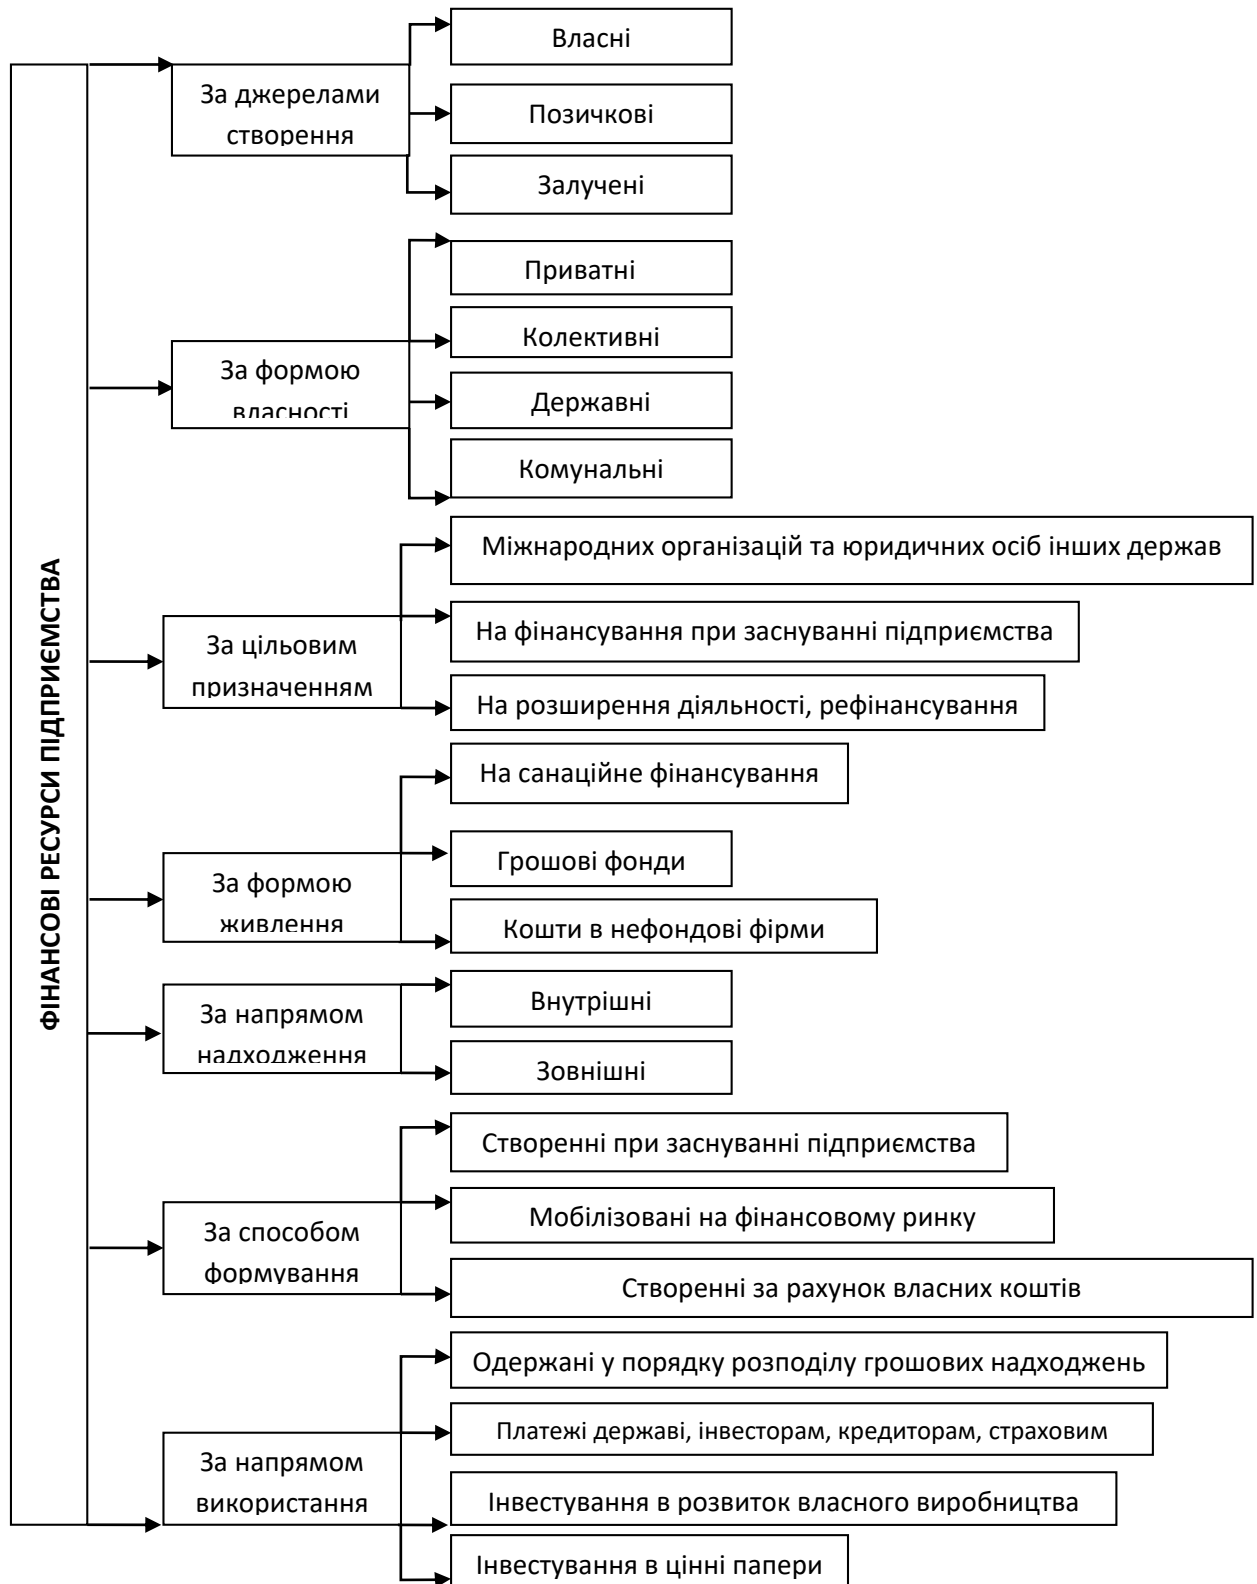 ФІНАНСОВІ РЕСУРСИ ПІДПРИЄМСТВА
За джерелами
створення
Власні
Позичкові
Залучені
За формою
власності
Приватні
Колективні
Державні
Комунальні
За цільовим
призначенням
Міжнародних організацій та юридичних осіб інших держав
На фінансування при заснуванні підприємства
На розширення діяльності, рефінансування
За формою
живлення
На санаційне фінансування
Грошові фонди
Кошти в нефондові фірми
За напрямом
надходження
Внутрішні
Зовнішні
За способом
формування
Створенні при заснуванні підприємства
Мобілізовані на фінансовому ринку
Створенні за рахунок власних коштів
За напрямом
використання
Одержані у порядку розподілу грошових надходжень
Платежі державі, інвесторам, кредиторам, страховим
Інвестування в розвиток власного виробництва
Інвестування в цінні папери